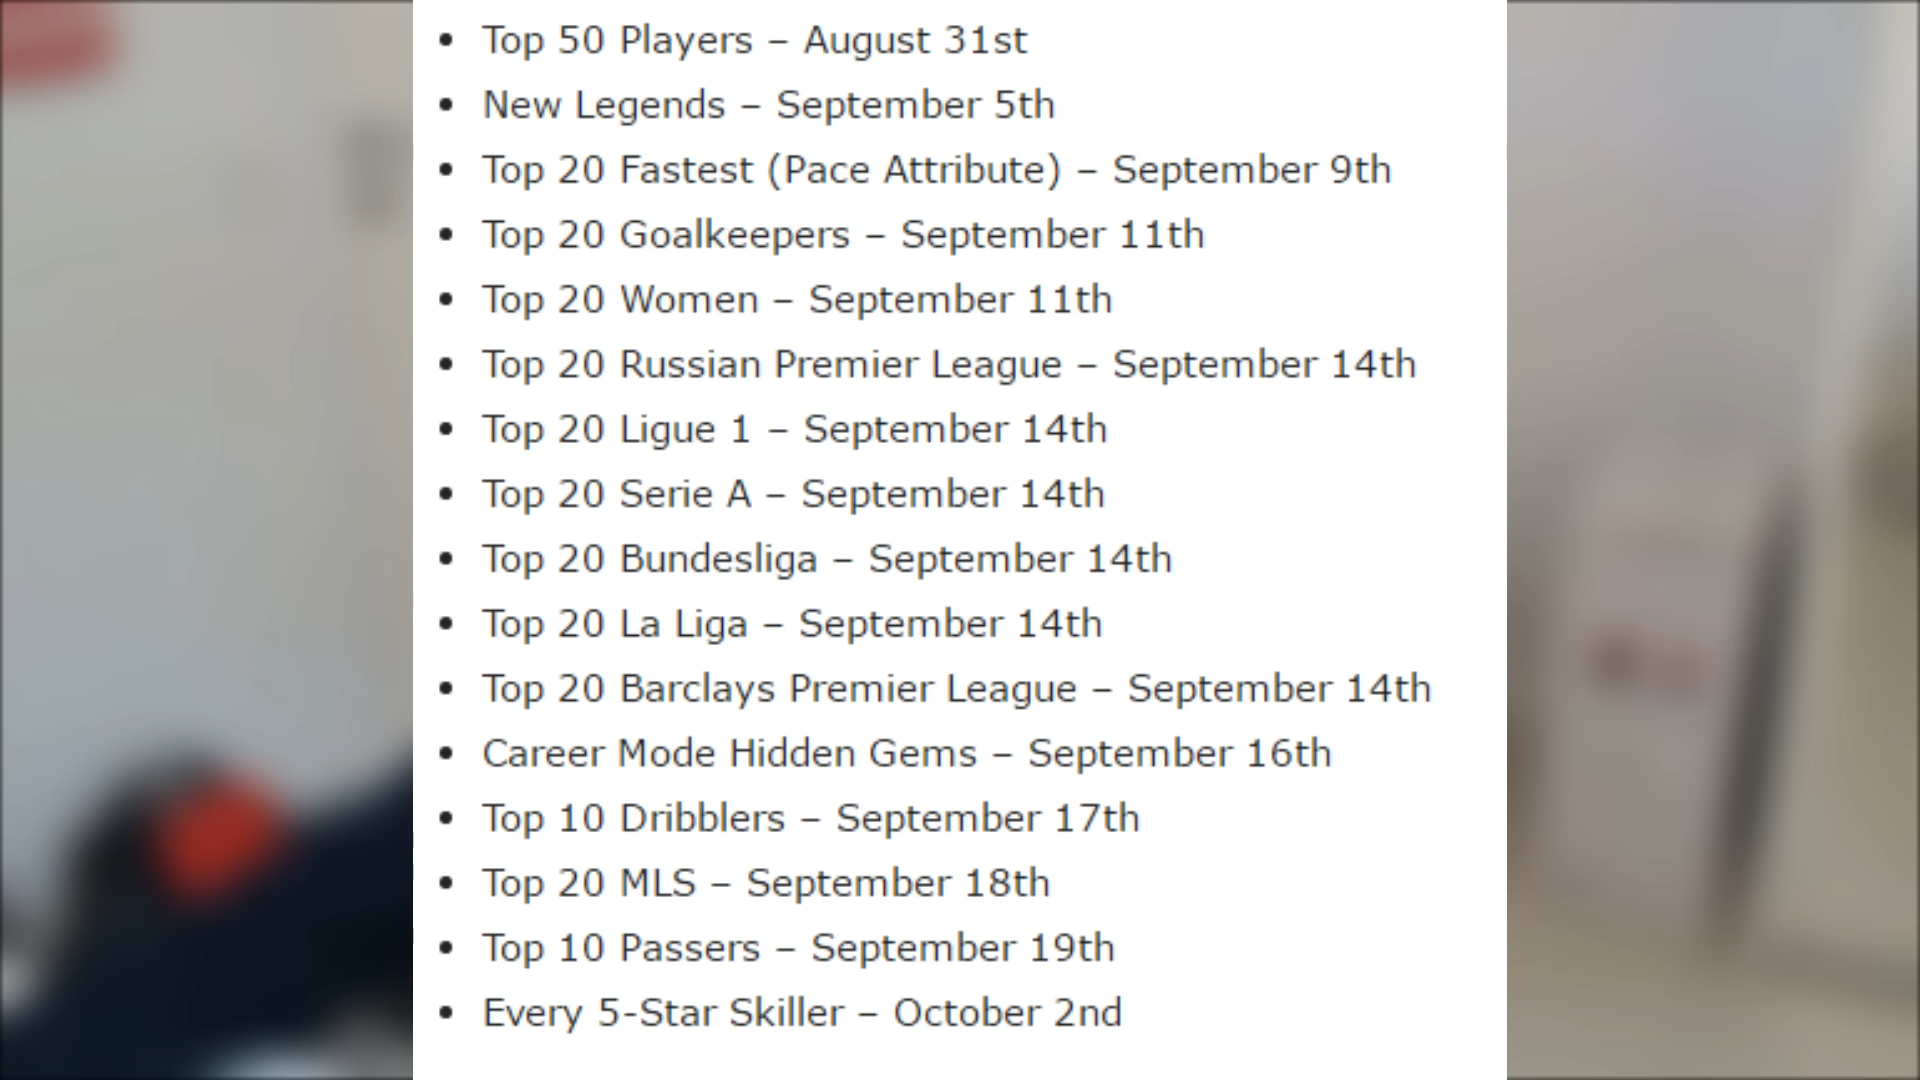 • Top 50 Players – August 31st
• New Legends – September 5th
• Top 20 Fastest (Pace Attribute) – September 9th
• Top 20 Goalkeepers – September 11th
• Top 20 Women – September 11th
• Top 20 Russian Premier League – September 14th
• Top 20 Ligue 1 – September 14th
• Top 20 Serie A – September 14th
• Top 20 Bundesliga – September 14th
• Top 20 La Liga – September 14th
• Top 20 Barclays Premier League – September 14th
• Career Mode Hidden Gems – September 16th
• Top 10 Dribblers – September 17th
• Top 20 MLS – September 18th
• Top 10 Passers – September 19th
• Every 5-Star Skiller – October 2nd